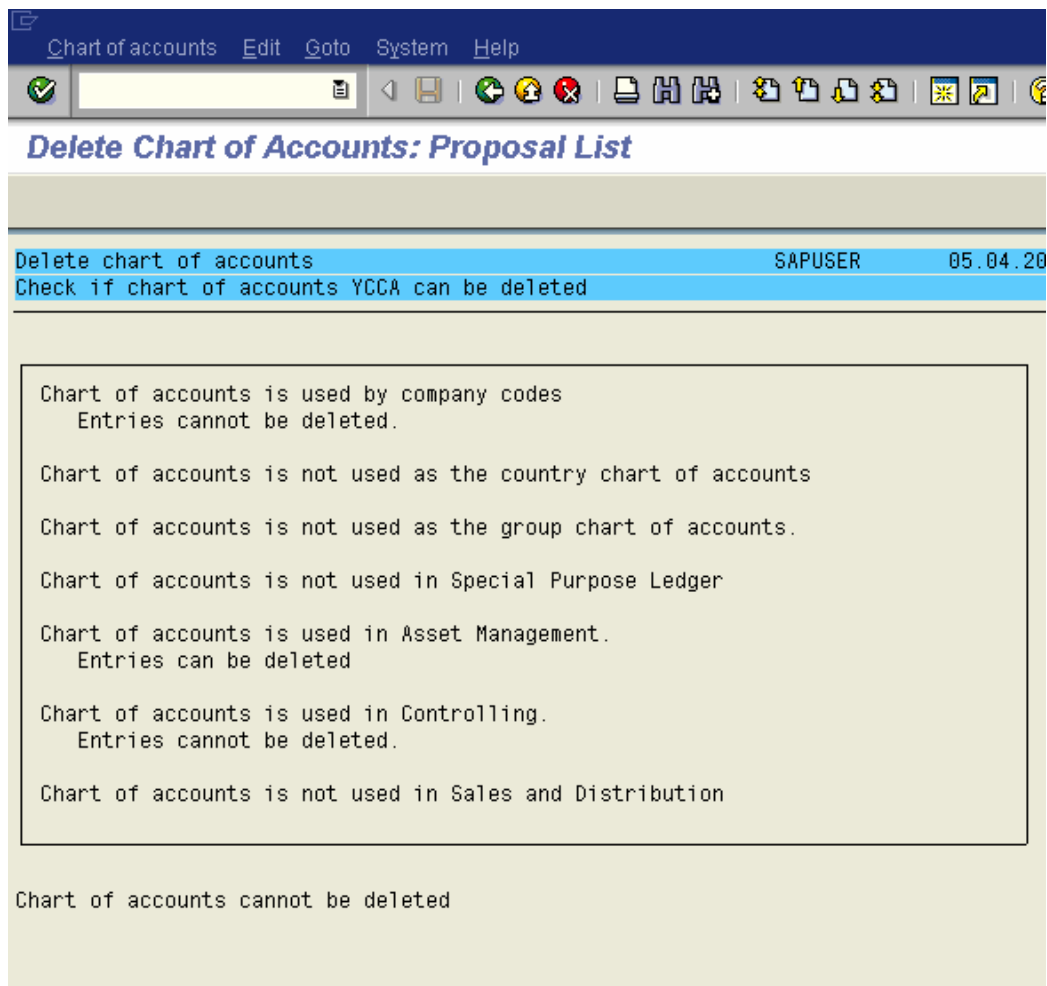 Chart of accounts Edit Goto System Help
Delete Chart of Accounts: Proposal List
Delete chart of accounts SAPUSER 05.04.20
Check if chart of accounts YCCA can be deleted
Chart of accounts is used by company codes
Entries cannot be deleted.
Chart of accounts is not used as the country chart of accounts
Chart of accounts is not used as the group chart of accounts.
Chart of accounts is not used in Special Purpose Ledger
Chart of accounts is used in Asset Management.
Entries can be deleted
Chart of accounts is used in Controlling.
Entries cannot be deleted.
Chart of accounts is not used in Sales and Distribution
Chart of accounts cannot be deleted